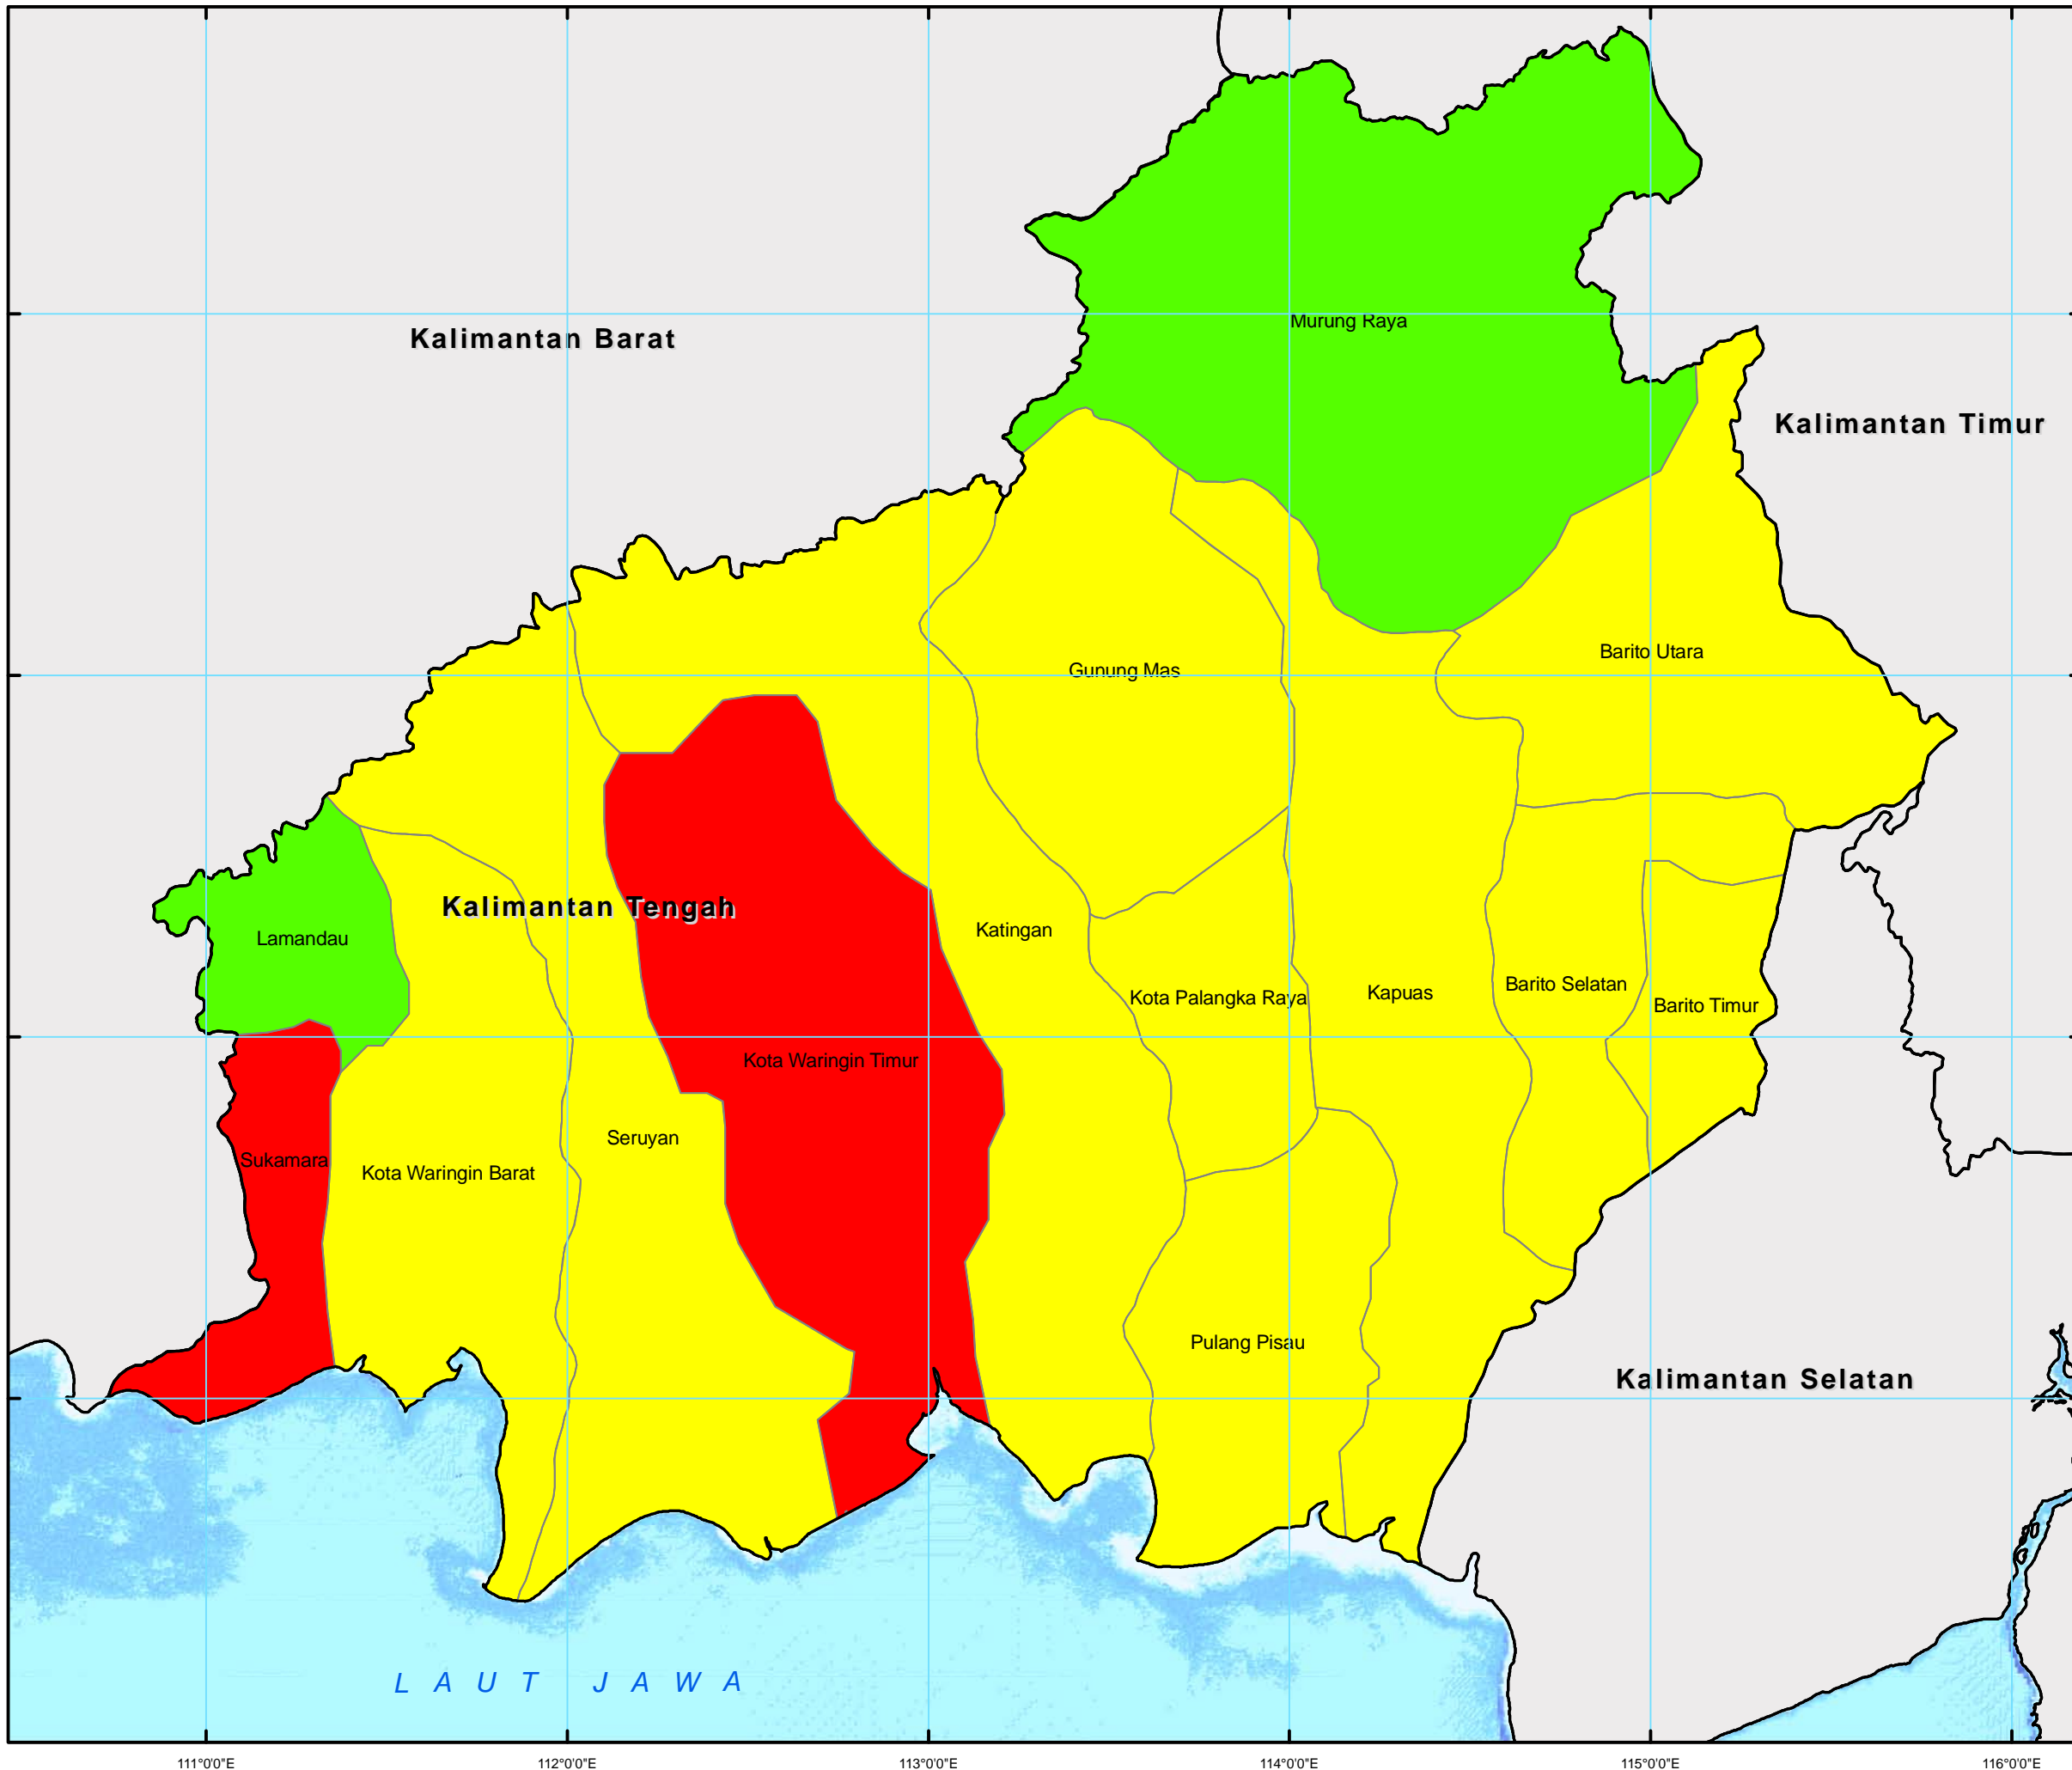 Murung Raya
Kalimantan Barat
Kalimantan Timur
Barito Utara
Gunung Mas
Kalimantan Tengah
Katingan
Lamandau
Barito Selatan
Kapuas
Kota Palangka Raya
Barito Timur
Kota Waringin Timur
Seruyan
Sukamara
Kota Waringin Barat
Pulang Pisau
Kalimantan Selatan
LAUT JAWA
111°0'0"E 112°0'0"E 113°0'0"E 114°0'0"E 115°0'0"E 116°0'0"E